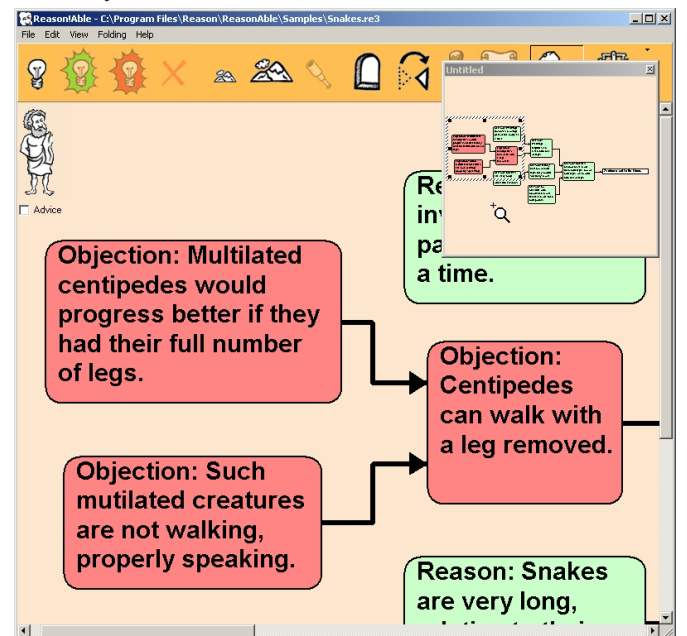 Reason!Able - C:\Program Files\Reason\ReasonAble\Samples\Snakes.re3
File Edit View Folding Help
Untitled
Advice
Re
inv
pa
a time.
Objection: Multilated
centipedes would
progress better if they
had their full number
of legs.
Objection:
Centipedes
can walk with
a leg removed.
Objection: Such
mutilated creatures
are not walking,
properly speaking.
Reason: Snakes
are very long,